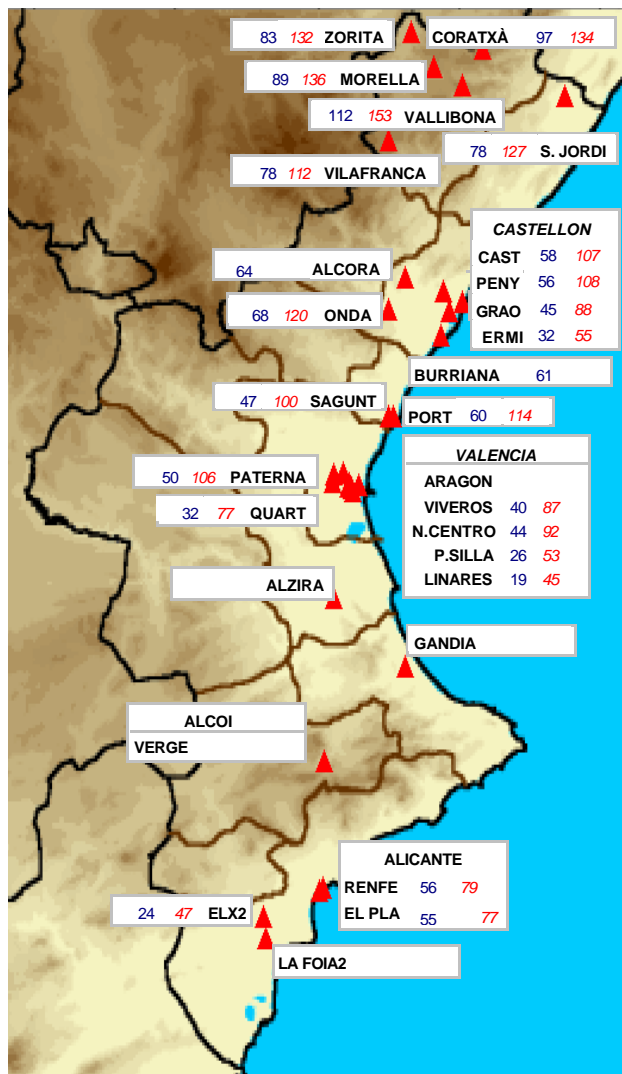 83 132 ZORITA
CORATXÀ 97 134
89 136 MORELLA
112 153 VALLIBONA
78 127 S. JORDI
78 112 VILAFRANCA
CASTELLON
CAST 58 107
PENY 56 108
GRAO 45 88
ERMI 32 55
64 ALCORA
68 120 ONDA
BURRIANA 61
47 100 SAGUNT
PORT 60 114
VALENCIA
ARAGON
VIVEROS 40 87
N.CENTRO 44 92
P.SILLA 26 53
LINARES 19 45
50 106 PATERNA
32 77 QUART
ALZIRA
GANDIA
ALCOI
VERGE
ALICANTE
RENFE 56 79
EL PLA 55 77
24 47 ELX2
LA FOIA2